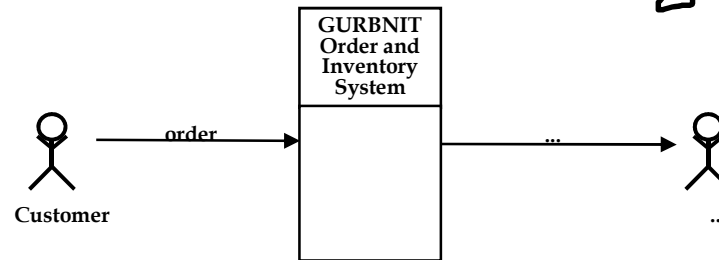 GURBNIT
Order and
Inventory
System
order
...
Customer
..